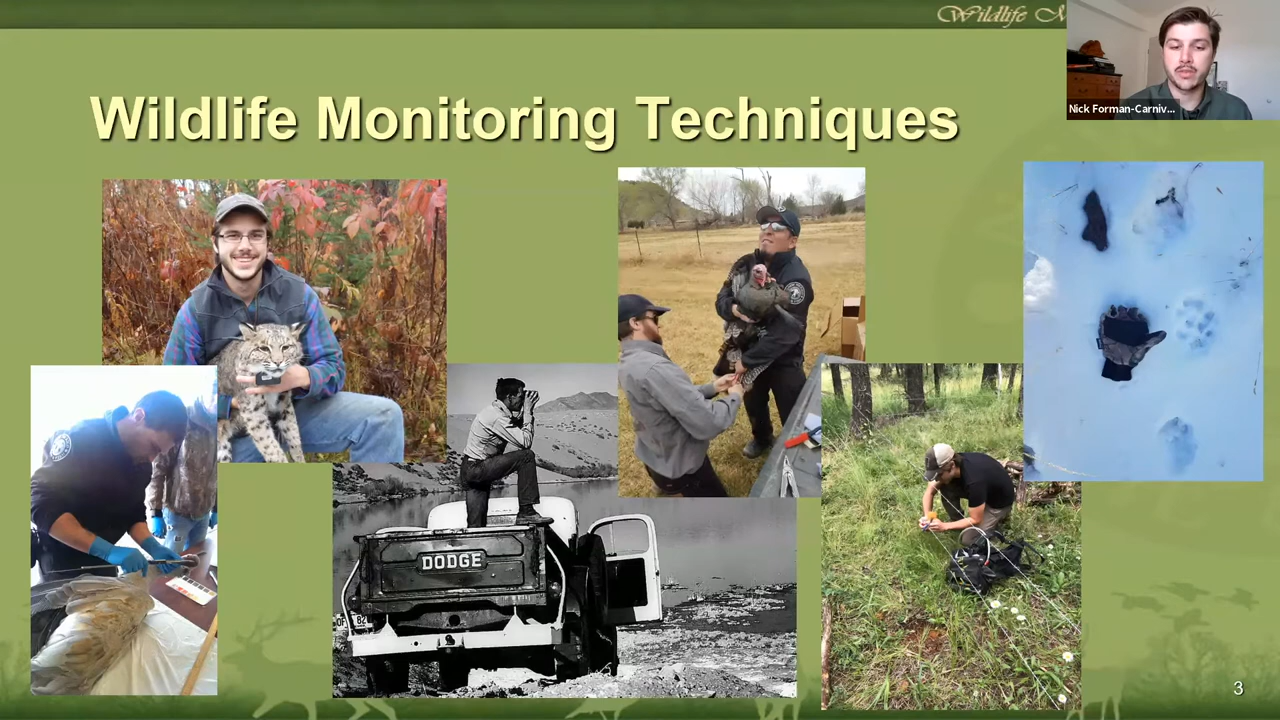 Wildlife M
Nick Forman-Carniv...
Wildlife Monitoring Techniques
DODGE
3